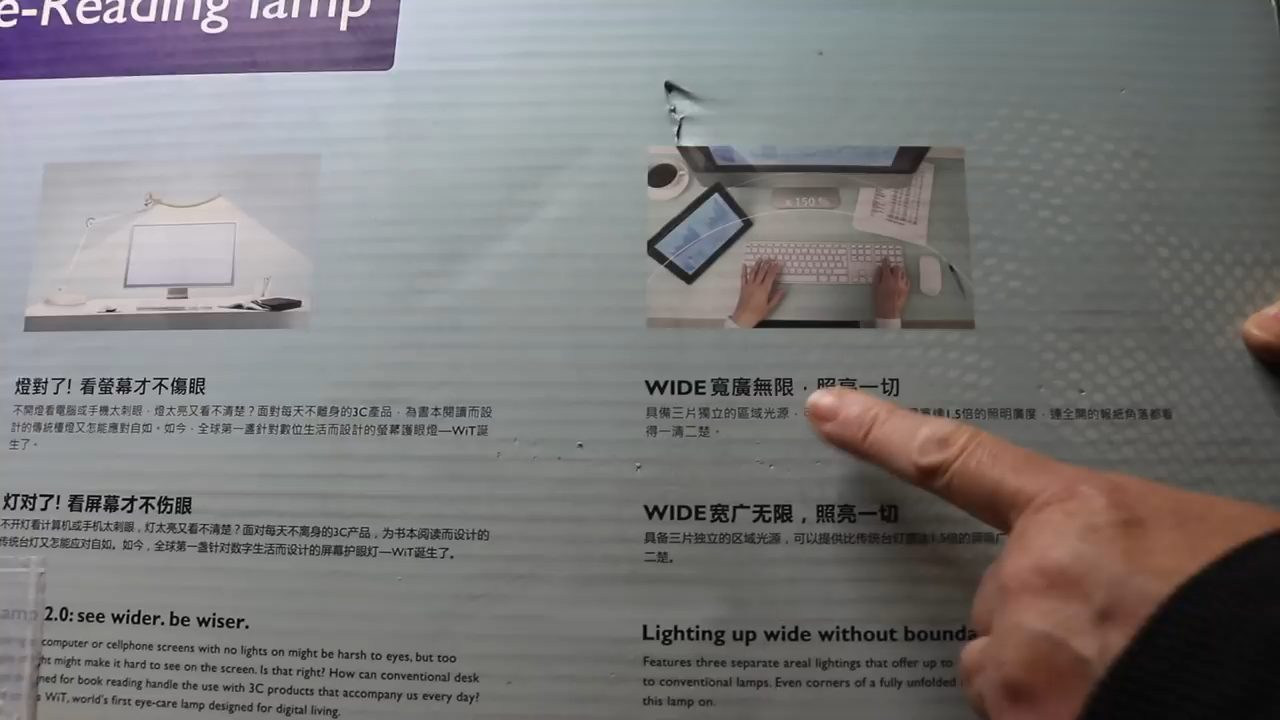 e-Reading lamp
x 150 %
燈對了! 看螢幕才不傷眼
不開燈看電腦或手機太刺眼,燈太亮又看不清楚?面對每天不離身的3C產品,為書本閱讀而設
計的傳統檯燈又怎能應對自如。如今,全球第一盞針對數位生活而設計的螢幕護眼燈—WiT誕
生了。
灯对了! 看屏幕才不伤眼
不开灯看计算机或手机太刺眼,灯太亮又看不清楚?面对每天不离身的3C产品,为书本阅读而设计的
传统台灯又怎能应对自如。如今,全球第一盏针对数字生活而设计的屏幕护眼灯—WiT诞生了。
amp 2.0: see wider. be wiser.
computer or cellphone screens with no lights on might be harsh to eyes, but too
ht might make it hard to see on the screen. Is that right? How can conventional desk
ned for book reading handle the use with 3C products that accompany us every day?
WiT, world's first eye-care lamp designed for digital living.
WIDE 寬廣無限,照亮一切
具備三片獨立的區域光源,1.5倍的照明廣度,連全開的報紙角落都看
得一清二楚。
WIDE 宽广无限,照亮一切
具备三片独立的区域光源,可以提供比传统台灯宽达1.5倍的照明广
二楚。
Lighting up wide without bounda
Features three separate areal lightings that offer up to
to conventional lamps. Even corners of a fully unfolded
this lamp on.